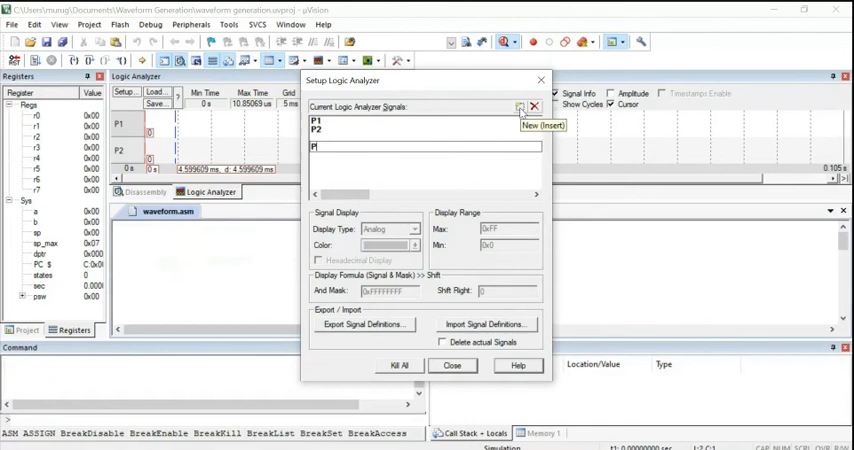 C:\Users\murug\Documents\Waveform Generation\waveform generation.uvproj - µVision
File Edit View Project Flash Debug Peripherals Tools SVCS Window Help
Registers
Register Value
Regs
r0 0x00
r1 0x00
r2 0x00
r3 0x00
r4 0x00
r5 0x00
r6 0x00
r7 0x00
Sys
a 0x00
b 0x00
sp 0x07
sp_max 0x07
dptr 0x00
PC $ C:0x0
states 0
sec 0.000
psw 0x00
Project Registers
Logic Analyzer
Setup... Load... Min Time Max Time Grid
Save... ? 0 s 10.85069 us 5 ms
Signal Info Amplitude Timestamps Enable
Show Cycles Cursor
P1
0
P2
0
0 s 0 s 4.599609 ms, d: 4.599609 ms 0.105 s
Disassembly Logic Analyzer
waveform.asm
Setup Logic Analyzer
Current Logic Analyzer Signals:
New (Insert)
P1
P2
P
Signal Display
Display Type: Analog
Color:
Hexadecimal Display
Display Range
Max: 0xFF
Min: 0x0
Display Formula (Signal & Mask) >> Shift
And Mask: 0xFFFFFFFF Shift Right: 0
Export / Import
Export Signal Definitions... Import Signal Definitions...
Delete actual Signals
Kill All Close Help
Command
>
ASM ASSIGN BreakDisable BreakEnable BreakKill BreakList BreakSet BreakAccess
Location/Value Type
Call Stack + Locals Memory 1
Simulation t1: 0.00000000 sec L:2 C:1 CAP NUM SCRL OVR R/W